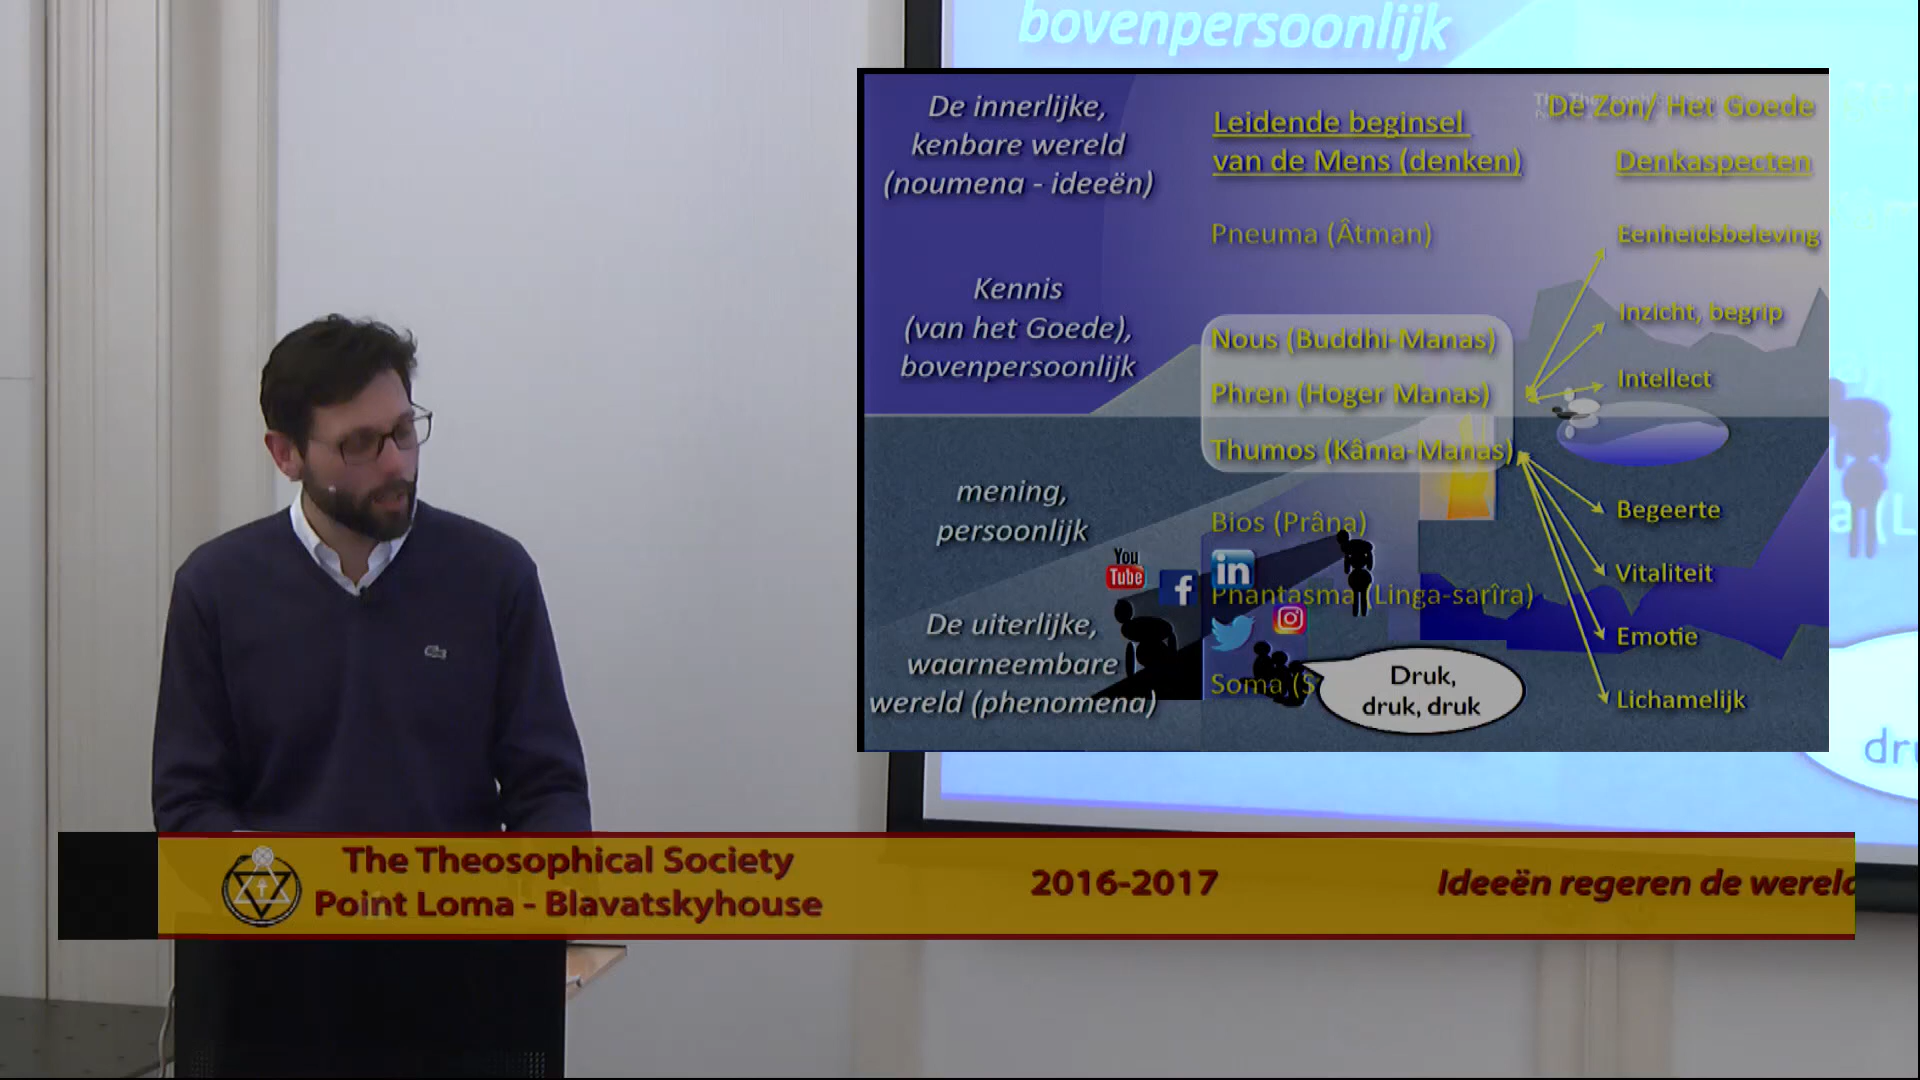 bovenpersoonlijk
De innerlijke,
kenbare wereld
(noumena - ideeën)
Leidende beginsel
van de Mens (denken)
De Zon/ Het Goede
Denkaspecten
Pneuma (Âtman)
Eenheidsbeleving
Kennis
(van het Goede),
bovenpersoonlijk
Inzicht, begrip
Nous (Buddhi-Manas)
Phren (Hoger Manas)
Intellect
Thumos (Kâma-Manas)
mening,
persoonlijk
Bios (Prâna)
Begeerte
You
Tube
f
in
Phantasma (Linga-sarîra)
Vitaliteit
De uiterlijke,
waarneembare
wereld (phenomena)
Emotie
Soma (S
Druk,
druk, druk
Lichamelijk
The Theosophical Society
Point Loma - Blavatskyhouse
2016-2017
Ideeën regeren de wereld